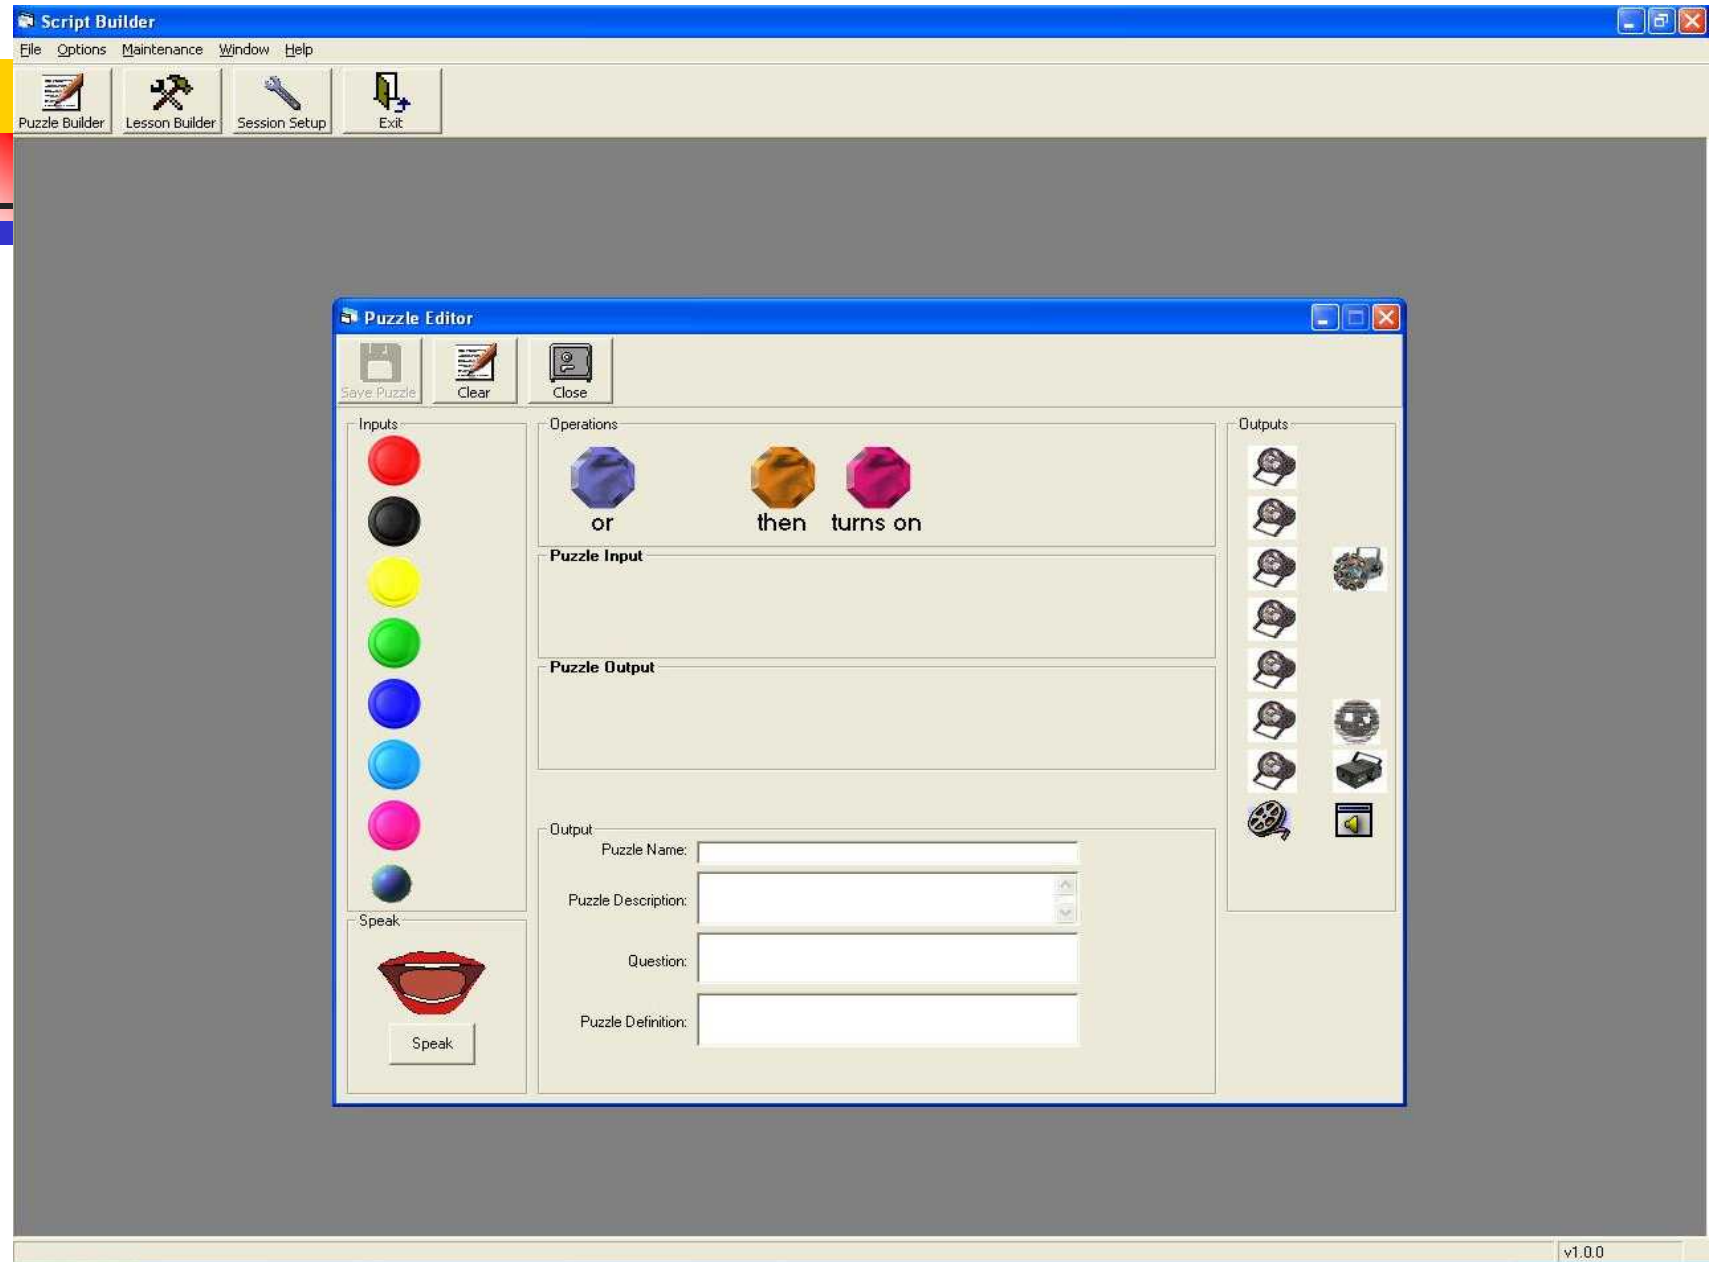 Script Builder
File Options Maintenance Window Help
Puzzle Builder Lesson Builder Session Setup Exit
Puzzle Editor
Save Puzzle Clear Close
Inputs
Operations
Outputs
or then turns on
Puzzle Input
Puzzle Output
Output
Puzzle Name:
Puzzle Description:
Question:
Puzzle Definition:
Speak
Speak
v1.0.0